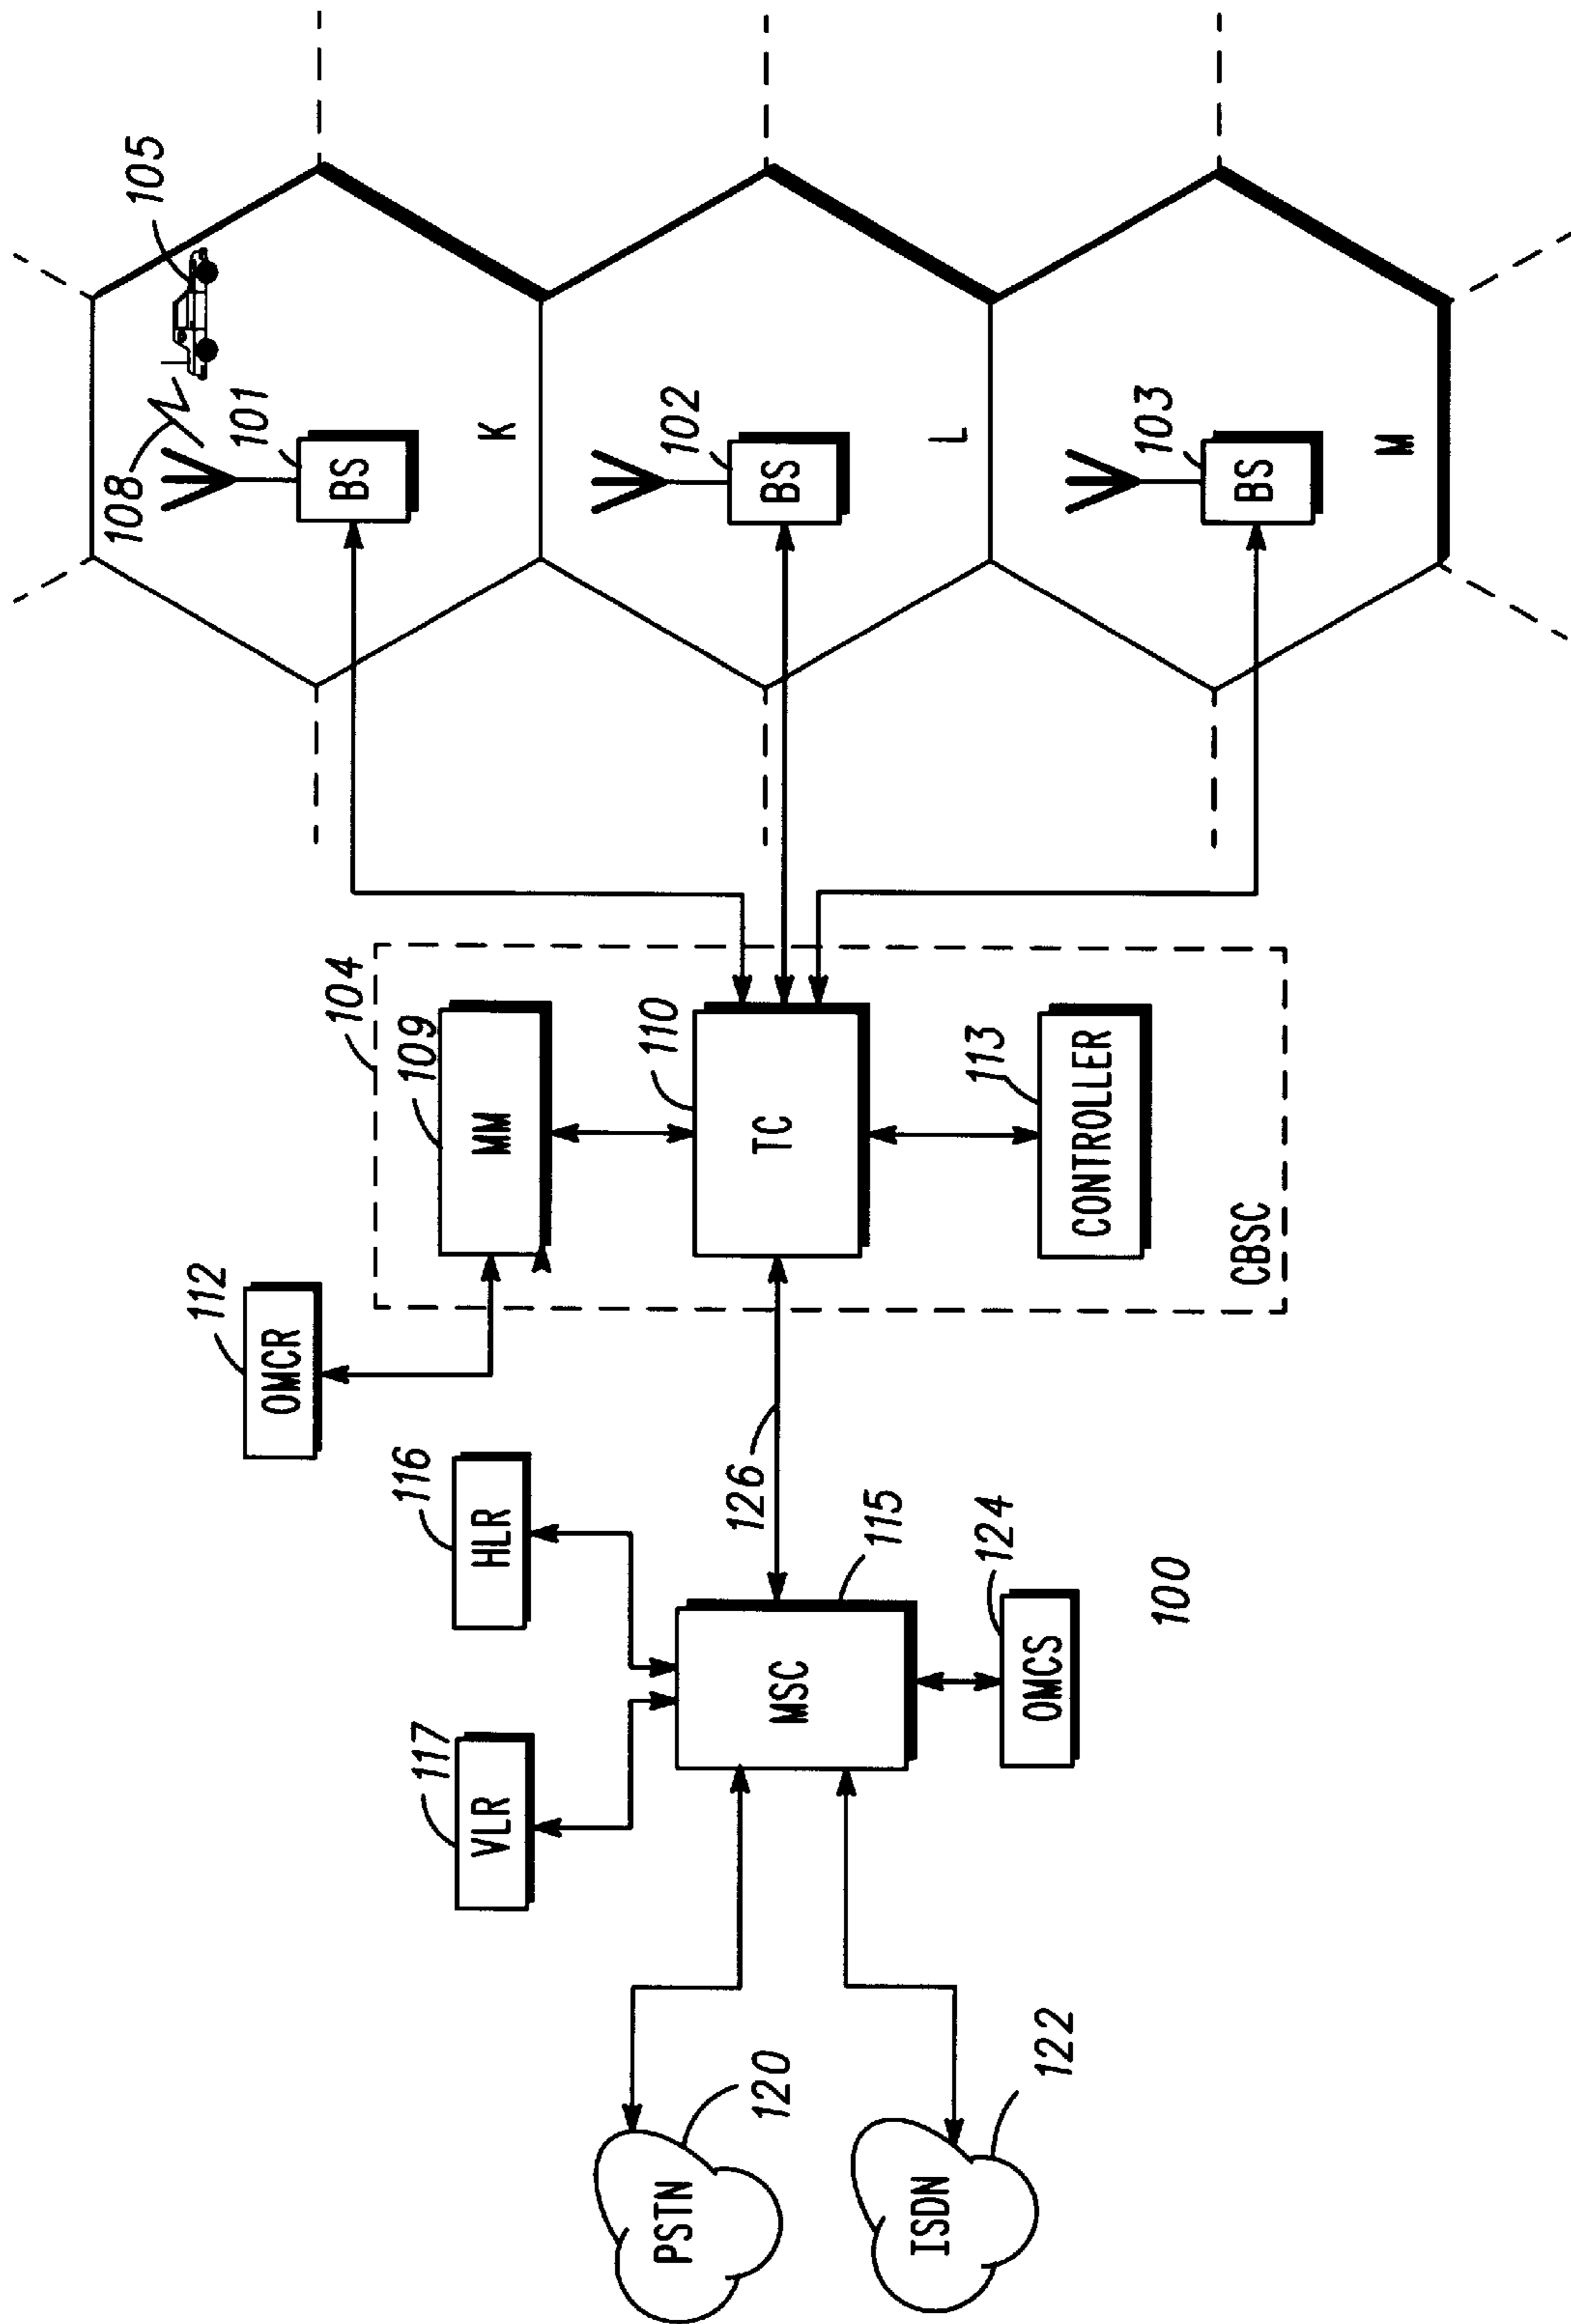 105
108
101
BS
K
102
BS
L
103
BS
M
104
109
MM
110
TC
113
CONTROLLER
CBSC
112
OMCR
116
HLR
126
117
VLR
115
MSC
124
OMCS
100
120
PSTN
122
ISDN